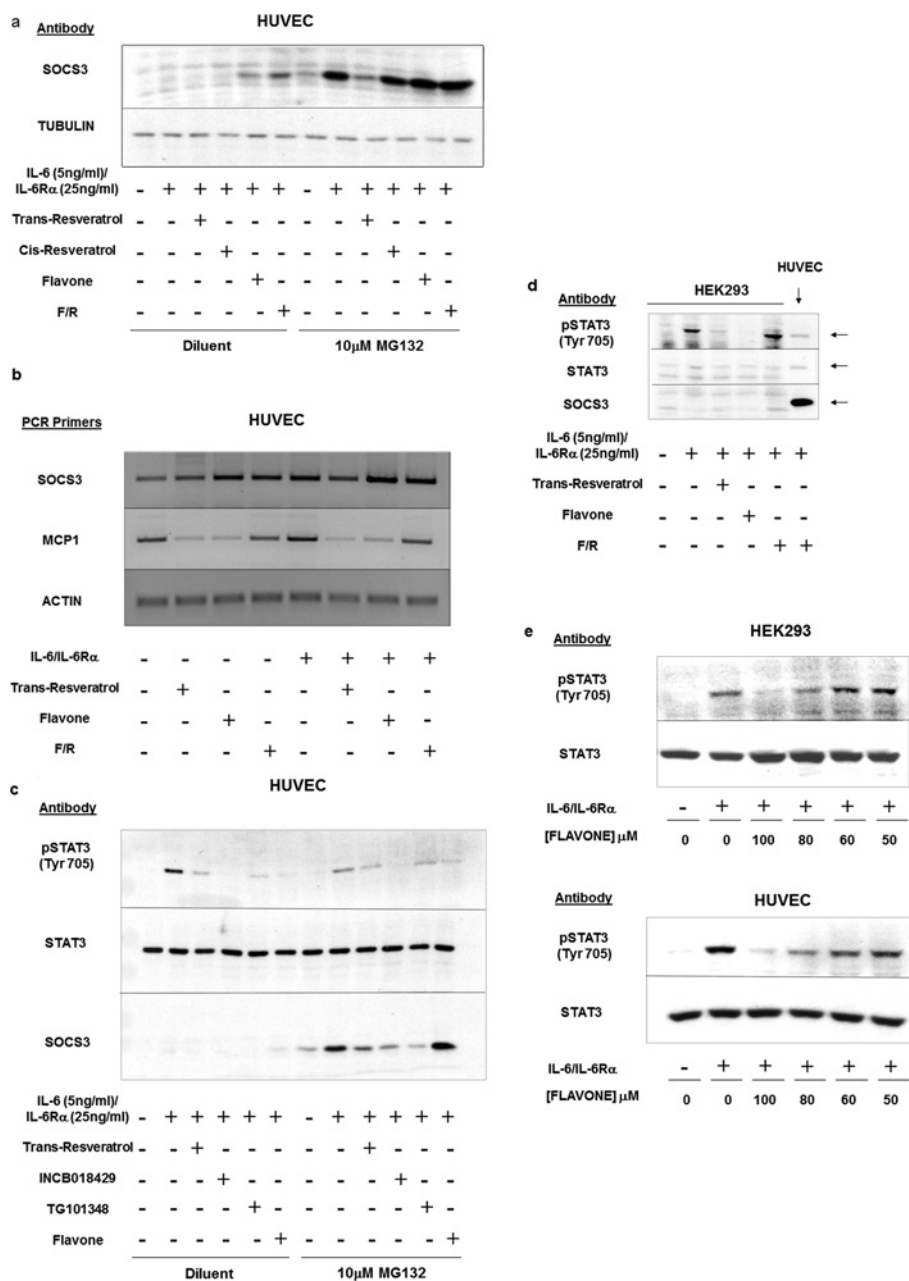 a
HUVEC
Antibody
SOCS3
TUBULIN
IL-6 (5ng/ml)/
IL-6Rα (25ng/ml) - + + + + + - + + + + +
Trans-Resveratrol - - + - - - - - + - - -
Cis-Resveratrol - - - + - - - - - + - -
Flavone - - - - + - - - - - + -
F/R - - - - - + - - - - - +
Diluent 10μM MG132
b
HUVEC
PCR Primers
SOCS3
MCP1
ACTIN
IL-6/IL-6Rα - - - - + + + +
Trans-Resveratrol - + - - - + - -
Flavone - - + - - - + -
F/R - - - + - - - +
c
HUVEC
Antibody
pSTAT3
(Tyr 705)
STAT3
SOCS3
IL-6 (5ng/ml)/
IL-6Rα (25ng/ml) - + + + + + - + + + + +
Trans-Resveratrol - - + - - - - - + - - -
INCB018429 - - - + - - - - - + - -
TG101348 - - - - + - - - - - + -
Flavone - - - - - + - - - - - +
Diluent 10μM MG132
d
HUVEC
HEK293
Antibody
pSTAT3
(Tyr 705)
STAT3
SOCS3
IL-6 (5ng/ml)/
IL-6Rα (25ng/ml) - + + + + +
Trans-Resveratrol - - + - - -
Flavone - - - + - -
F/R - - - - + +
e
HEK293
Antibody
pSTAT3
(Tyr 705)
STAT3
IL-6/IL-6Rα - + + + + +
[FLAVONE] μM 0 0 100 80 60 50
Antibody
HUVEC
pSTAT3
(Tyr 705)
STAT3
IL-6/IL-6Rα - + + + + +
[FLAVONE] μM 0 0 100 80 60 50